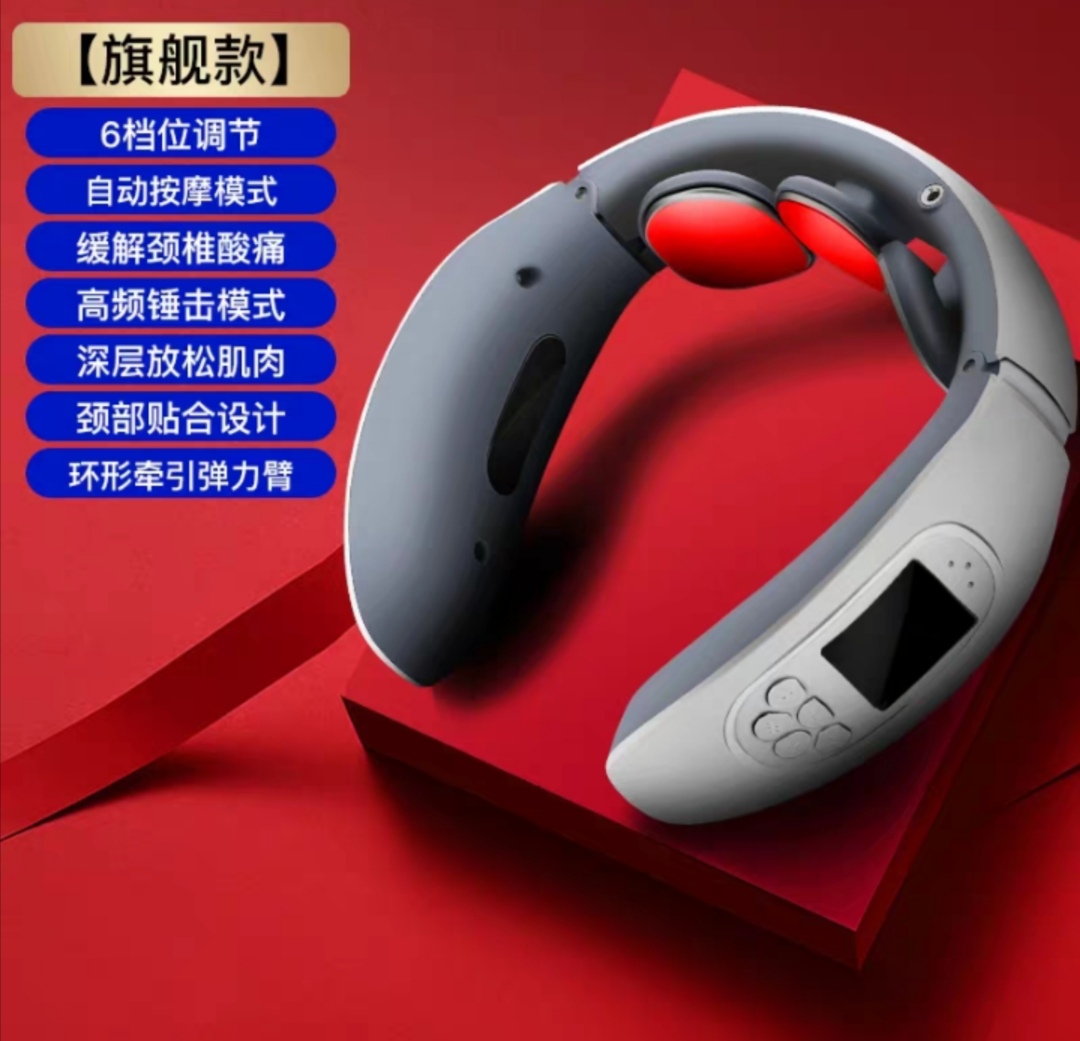 【旗舰款】
6档位调节
自动按摩模式
缓解颈椎酸痛
高频锤击模式
深层放松肌肉
颈部贴合设计
环形牵引弹力臂